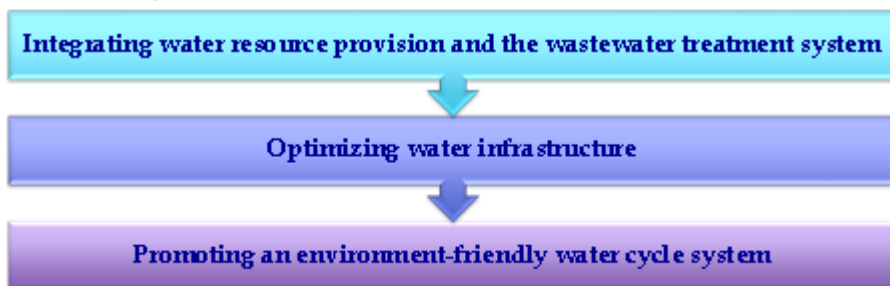 Integrating water resource provision and the wastewater treatment system
Optimizing water infrastructure
Promoting an environment-friendly water cycle system